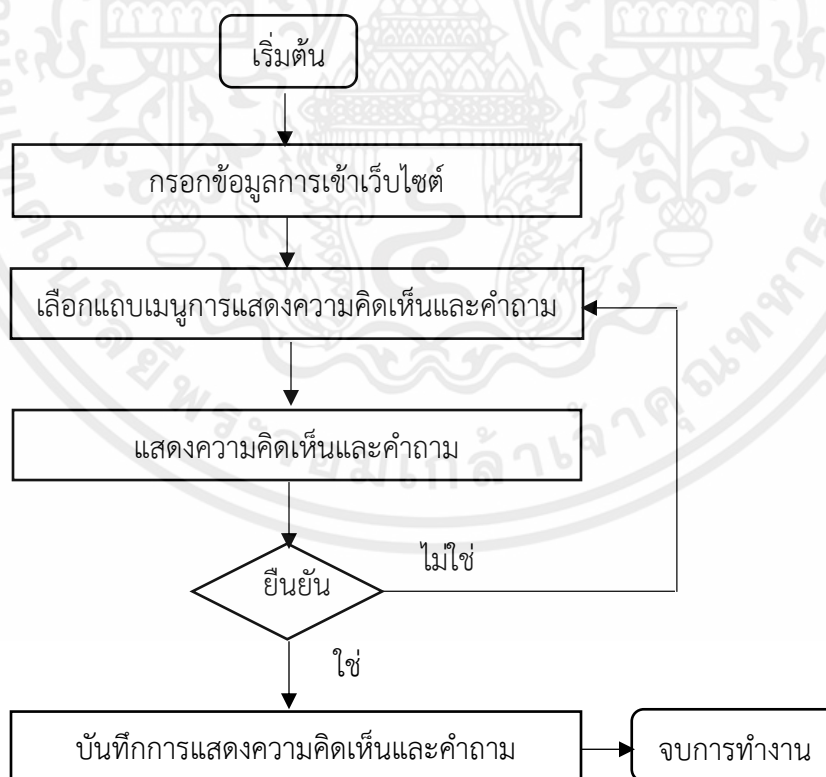 เริ่มต้น
กรอกข้อมูลการเข้าเว็บไซต์
เลือกแถบเมนูการแสดงความคิดเห็นและคำถาม
แสดงความคิดเห็นและคำถาม
ยืนยัน
ไม่ใช่
ใช่
บันทึกการแสดงความคิดเห็นและคำถาม
จบการทำงาน